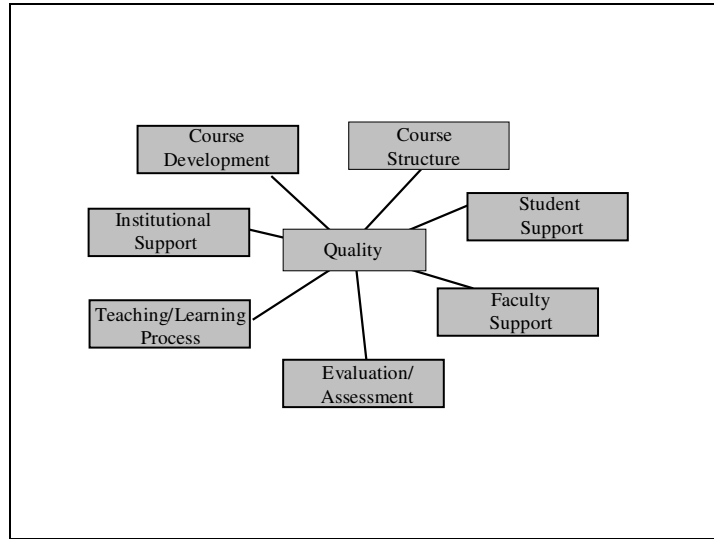 Course
Development
Course
Structure
Institutional
Support
Student
Support
Quality
Teaching/Learning
Process
Faculty
Support
Evaluation/
Assessment